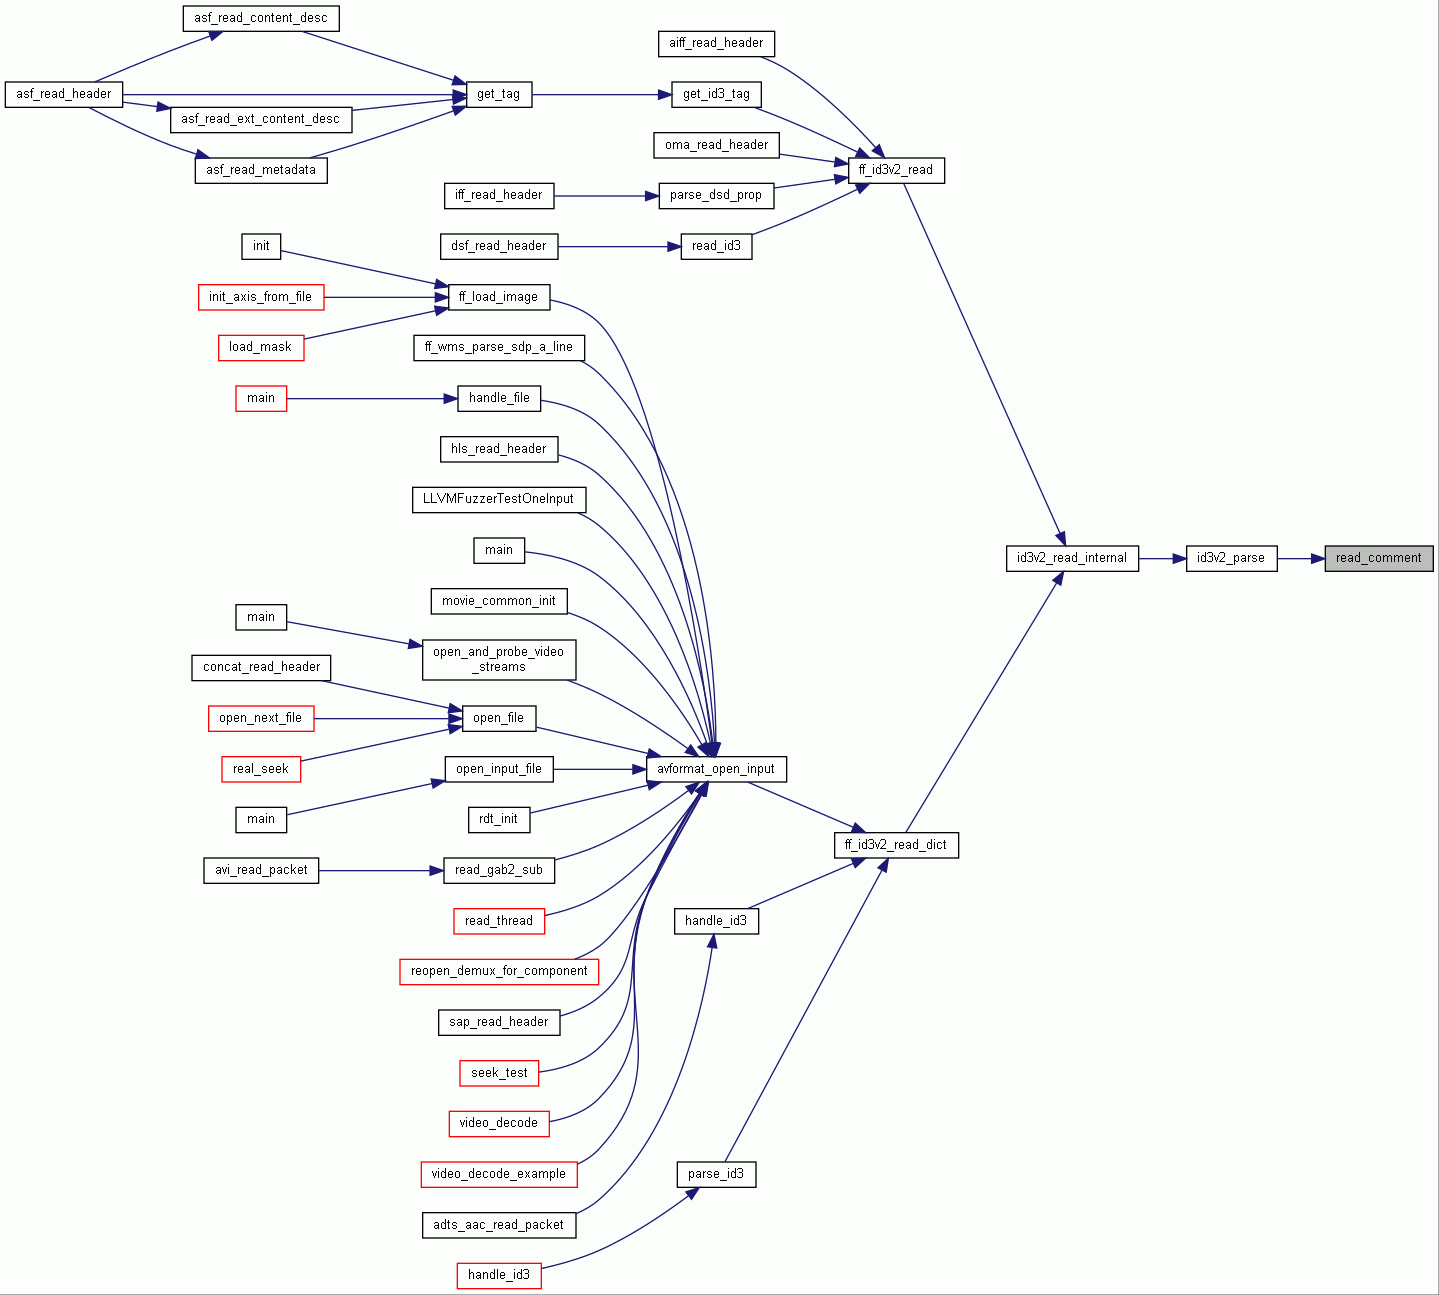 asf_read_content_desc
aiff_read_header
asf_read_header
get_tag
get_id3_tag
asf_read_ext_content_desc
oma_read_header
asf_read_metadata
ff_id3v2_read
iff_read_header
parse_dsd_prop
init
dsf_read_header
read_id3
init_axis_from_file
ff_load_image
load_mask
ff_wms_parse_sdp_a_line
main
handle_file
hls_read_header
LLVMFuzzerTestOneInput
main
id3v2_read_internal
id3v2_parse
read_comment
movie_common_init
main
open_and_probe_video
_streams
concat_read_header
open_next_file
open_file
real_seek
open_input_file
avformat_open_input
main
rdt_init
ff_id3v2_read_dict
avi_read_packet
read_gab2_sub
read_thread
handle_id3
reopen_demux_for_component
sap_read_header
seek_test
video_decode
video_decode_example
parse_id3
adts_aac_read_packet
handle_id3